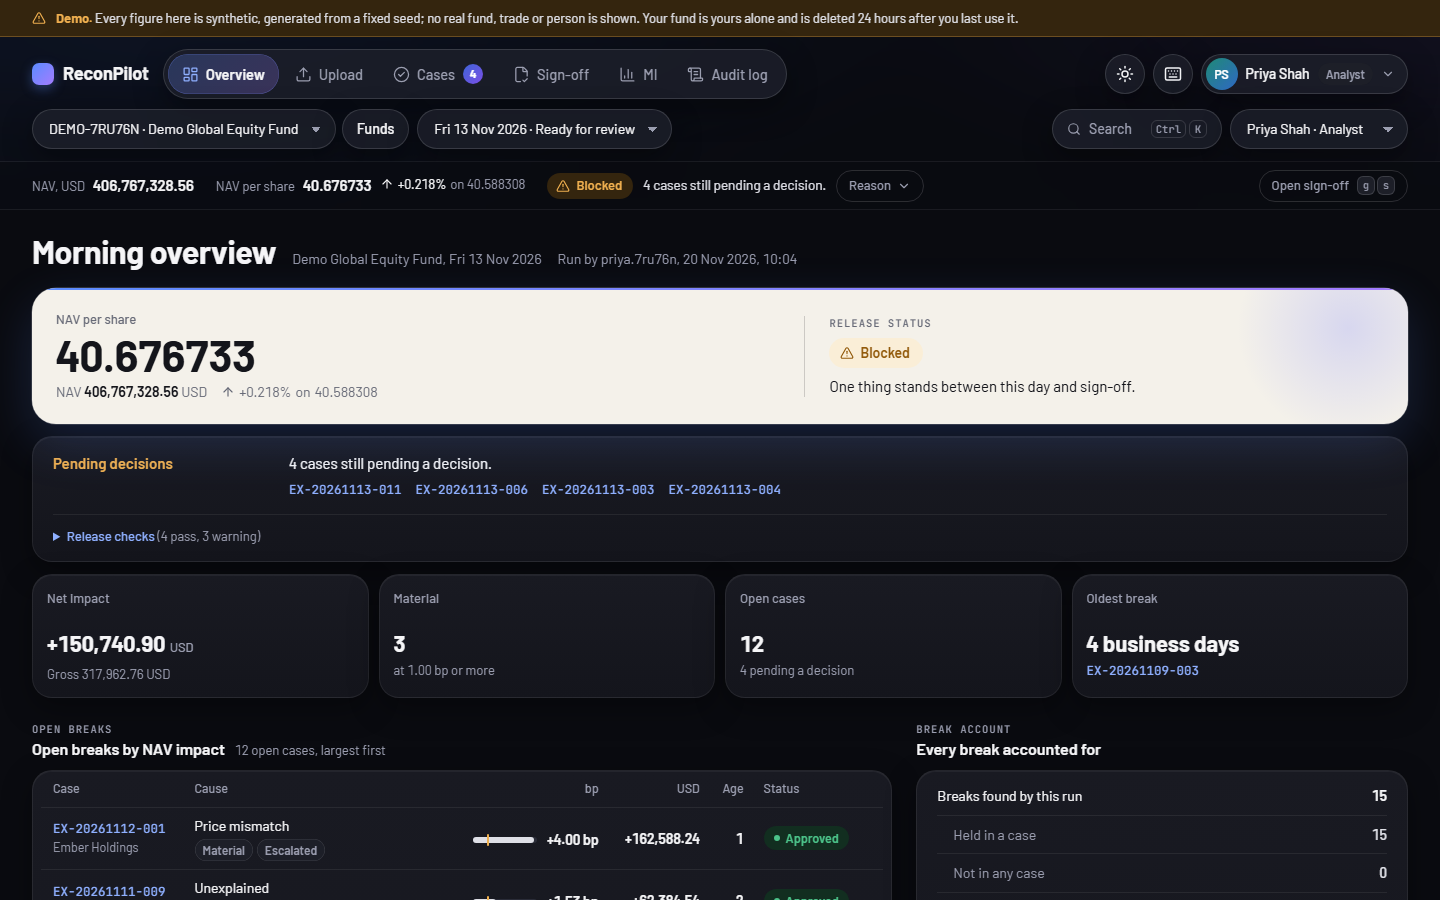 Demo. Every figure here is synthetic, generated from a fixed seed; no real fund, trade or person is shown. Your fund is yours alone and is deleted 24 hours after you last use it.
ReconPilot Overview Upload Cases 4 Sign-off MI Audit log PS Priya Shah Analyst
DEMO-7RU76N · Demo Global Equity Fund Funds Fri 13 Nov 2026 · Ready for review Search Ctrl K Priya Shah · Analyst
NAV, USD 406,767,328.56 NAV per share 40.676733 ↑ +0.218% on 40.588308 Blocked 4 cases still pending a decision. Reason Open sign-off g s
Morning overview Demo Global Equity Fund, Fri 13 Nov 2026 Run by priya.7ru76n, 20 Nov 2026, 10:04
NAV per share
40.676733
NAV 406,767,328.56 USD ↑ +0.218% on 40.588308
RELEASE STATUS
Blocked
One thing stands between this day and sign-off.
Pending decisions 4 cases still pending a decision.
EX-20261113-011 EX-20261113-006 EX-20261113-003 EX-20261113-004
Release checks (4 pass, 3 warning)
Net impact
+150,740.90 USD
Gross 317,962.76 USD
Material
3
at 1.00 bp or more
Open cases
12
4 pending a decision
Oldest break
4 business days
EX-20261109-003
OPEN BREAKS
Open breaks by NAV impact 12 open cases, largest first
Case Cause bp USD Age Status
EX-20261112-001 Price mismatch +4.00 bp +162,588.24 1 Approved
Ember Holdings Material Escalated
EX-20261111-009 Unexplained +1.53 bp +62,384.54 2 Approved
BREAK ACCOUNT
Every break accounted for
Breaks found by this run 15
Held in a case 15
Not in any case 0